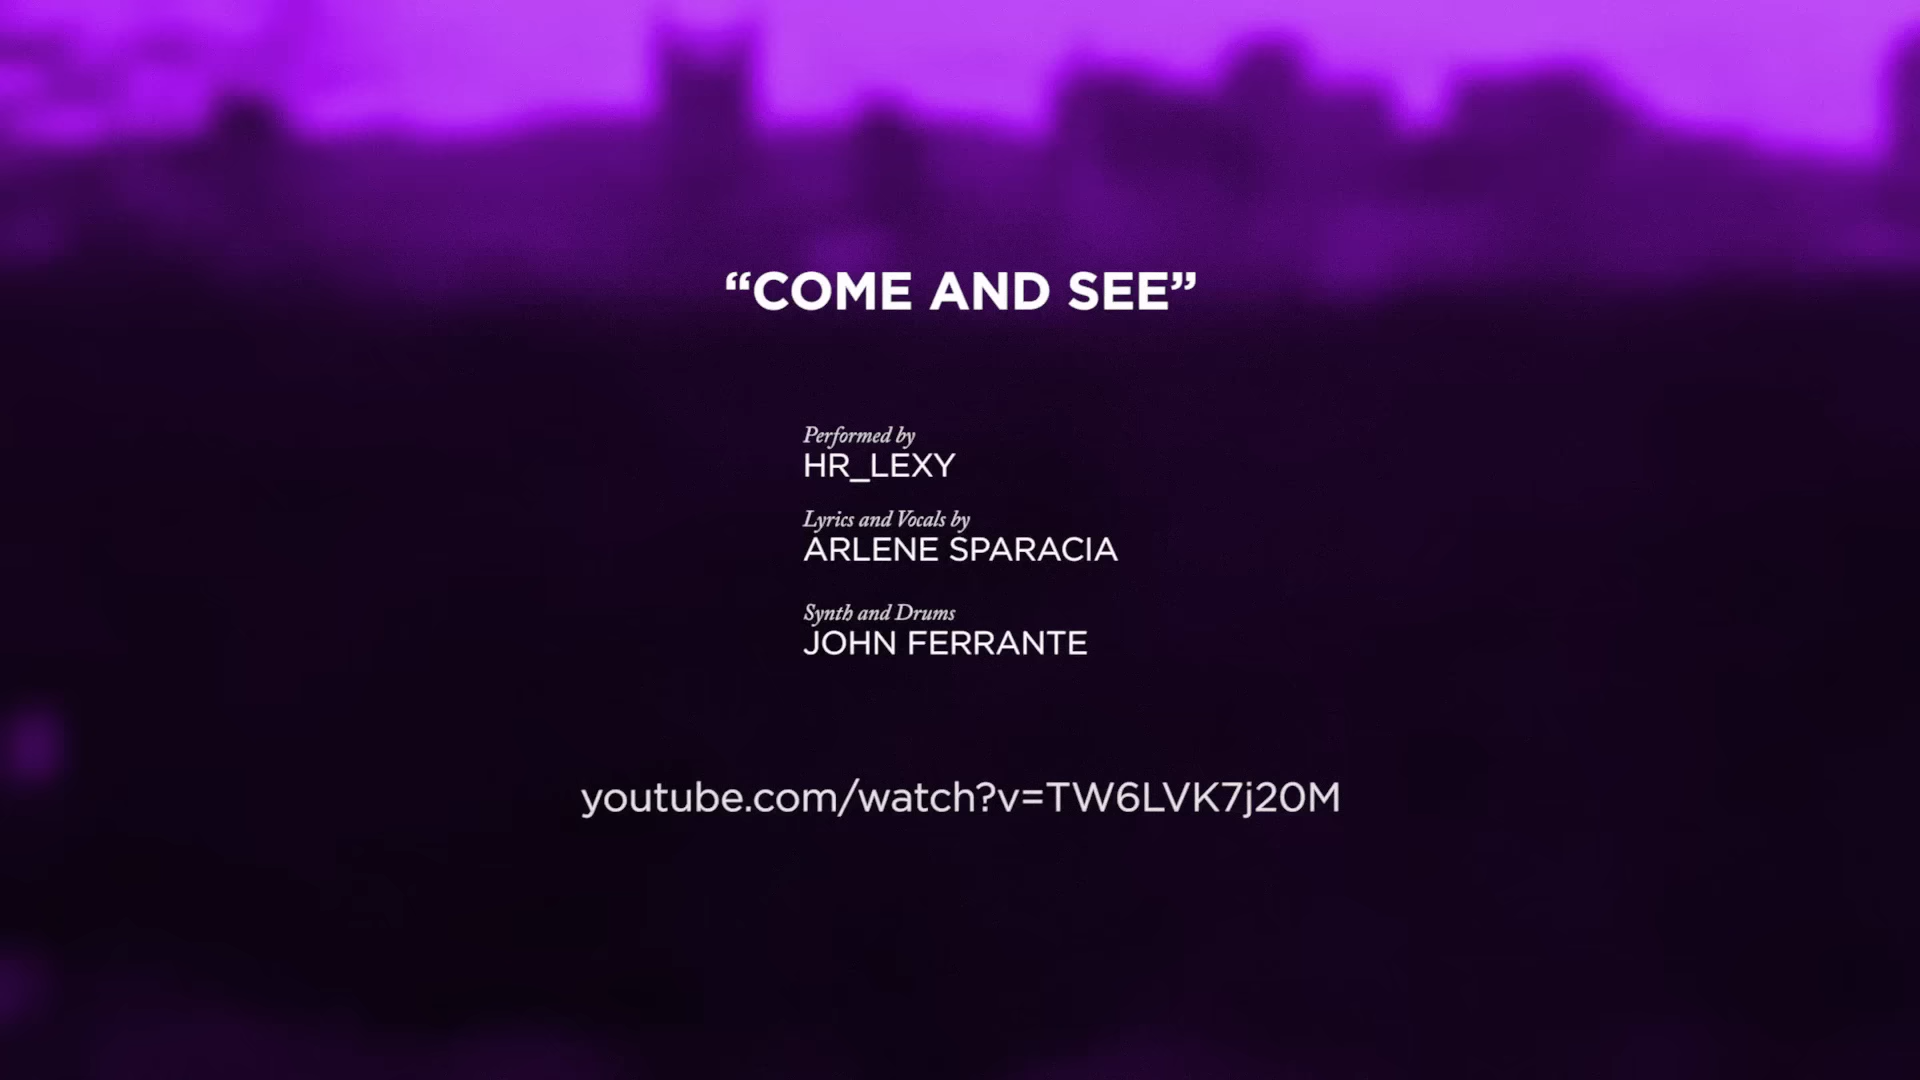 “COME AND SEE”
Performed by
HR_LEXY
Lyrics and Vocals by
ARLENE SPARACIA
Synth and Drums
JOHN FERRANTE
youtube.com/watch?v=TW6LVK7j20M